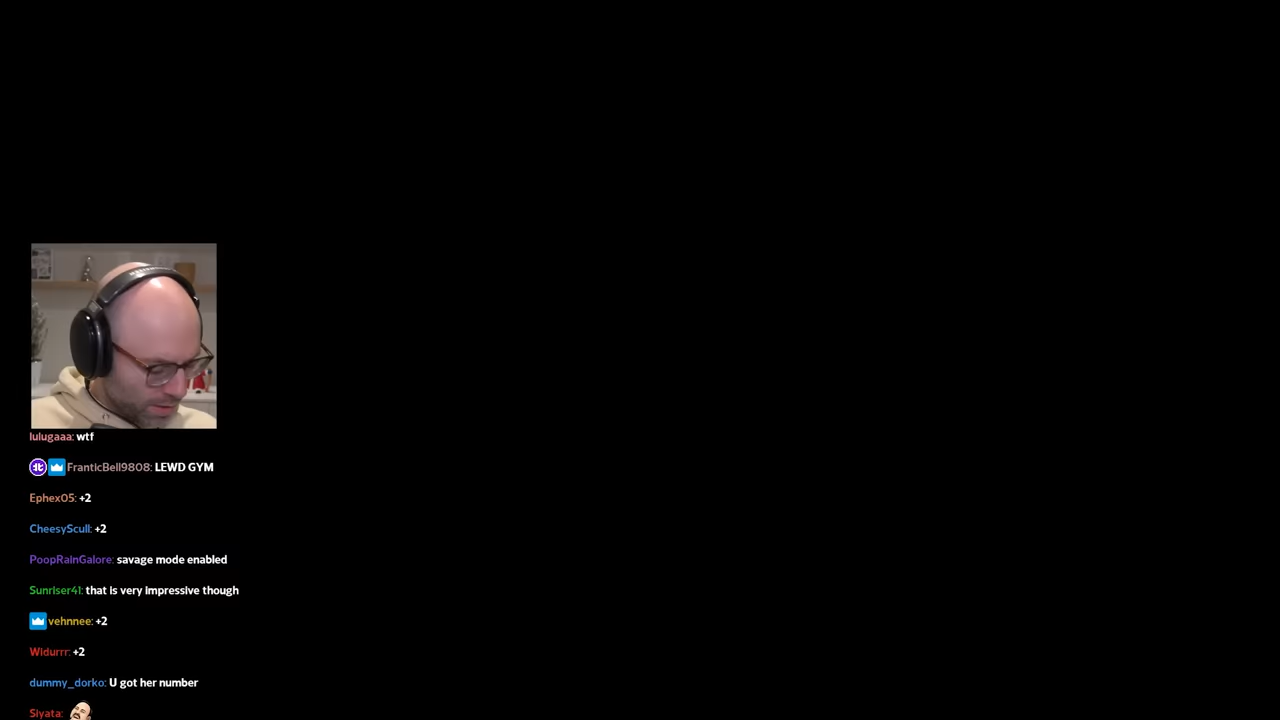 lulugaaa: wtf
FranticBell9808: LEWD GYM
Ephex05: +2
CheesyScull: +2
PoopRainGalore: savage mode enabled
Sunriser41: that is very impressive though
vehnnee: +2
Widurrr: +2
dummy_dorko: U got her number
Siyata: